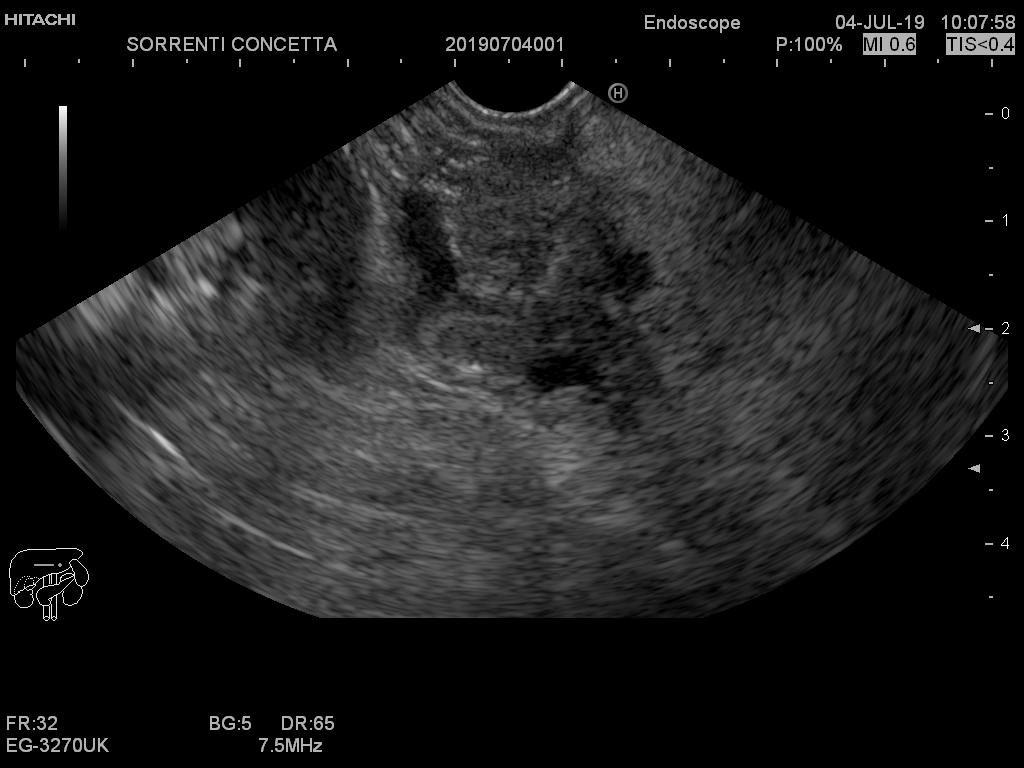 HITACHI
Endoscope 04-JUL-19 10:07:58
SORRENTI CONCETTA 20190704001 P:100% MI 0.6 TIS<0.4
H
0
1
2
3
4
FR:32 BG:5 DR:65
EG-3270UK 7.5MHz